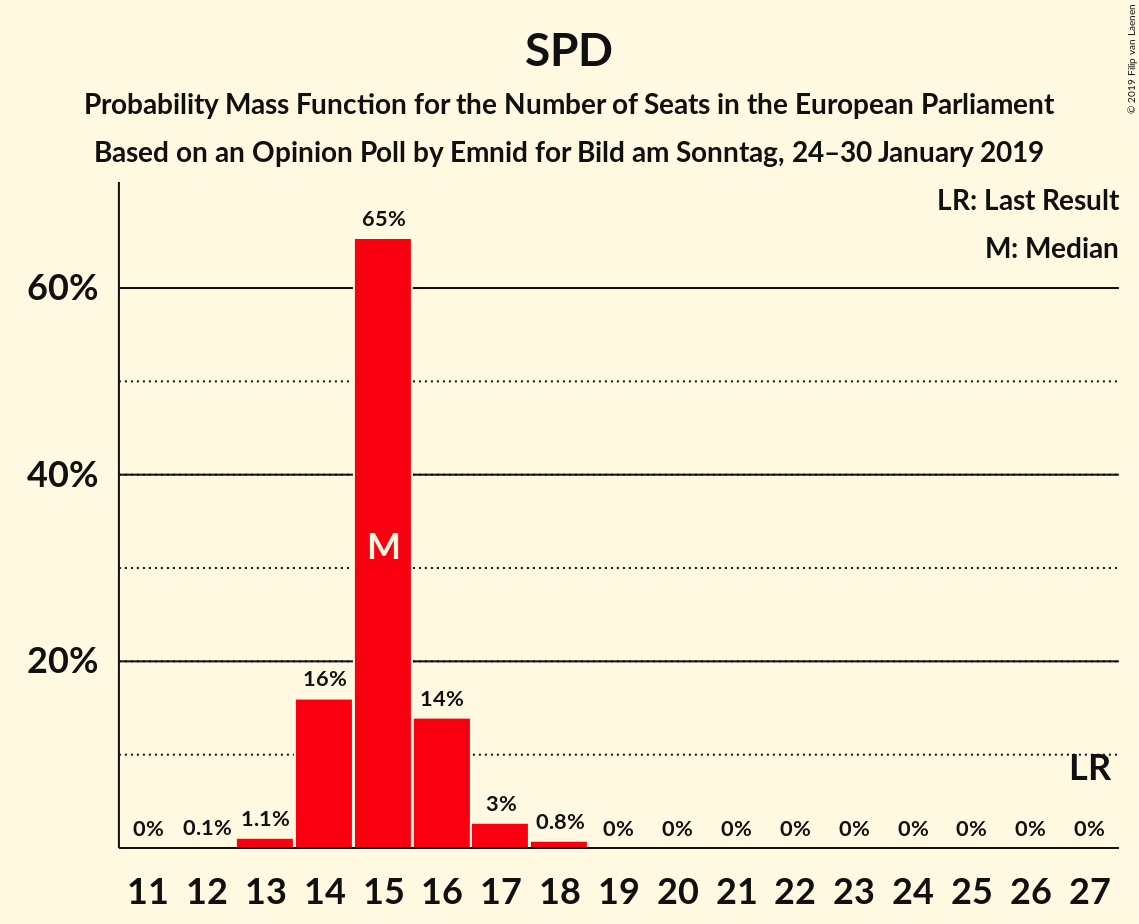 SPD
Probability Mass Function for the Number of Seats in the European Parliament
Based on an Opinion Poll by Emnid for Bild am Sonntag, 24–30 January 2019
© 2019 Filip van Laenen
LR: Last Result
M: Median
65%
60%
40%
M
20%
16%
14%
LR
3%
0% 0.1% 1.1% 0.8% 0% 0% 0% 0% 0% 0% 0% 0% 0%
11 12 13 14 15 16 17 18 19 20 21 22 23 24 25 26 27